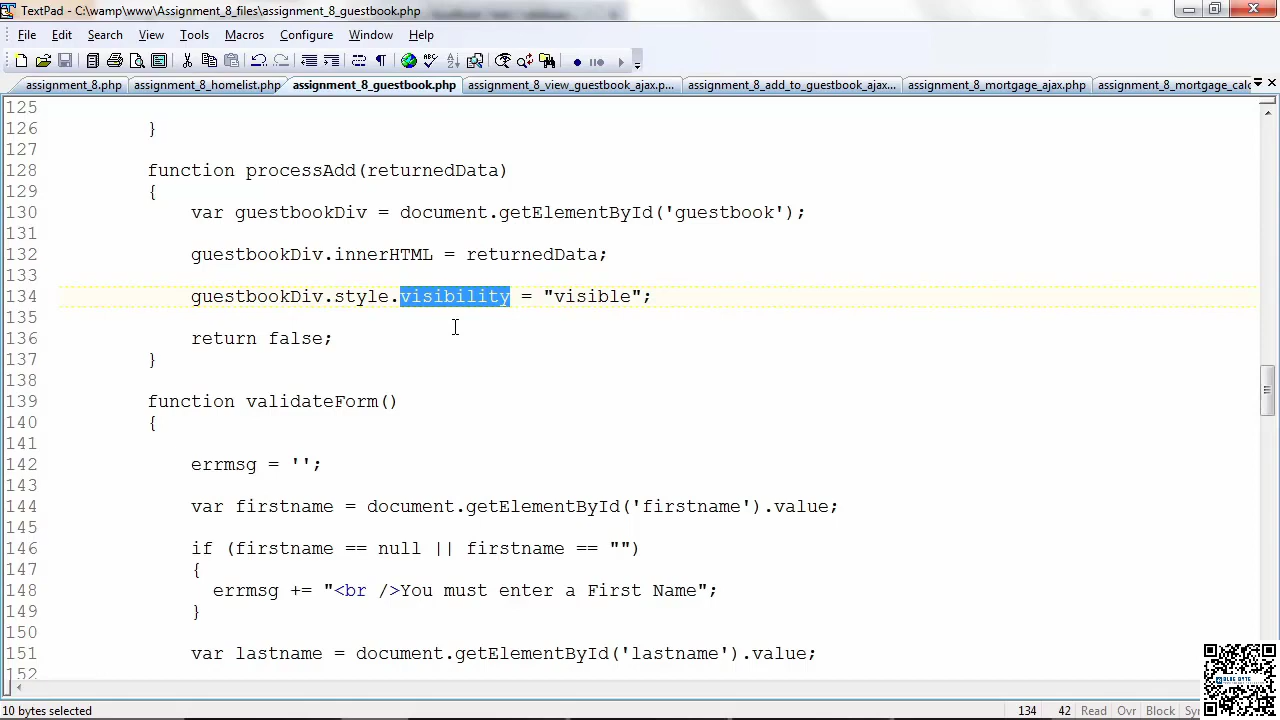 TextPad - C:\wamp\www\Assignment_8_files\assignment_8_guestbook.php
File Edit Search View Tools Macros Configure Window Help
assignment_8.php assignment_8_homelist.php assignment_8_guestbook.php assignment_8_view_guestbook_ajax.p... assignment_8_add_to_guestbook_ajax... assignment_8_mortgage_ajax.php assignment_8_mortgage_calc
125
126 }
127
128 function processAdd(returnedData)
129 {
130 var guestbookDiv = document.getElementById('guestbook');
131
132 guestbookDiv.innerHTML = returnedData;
133
134 guestbookDiv.style.visibility = "visible";
135
136 return false;
137 }
138
139 function validateForm()
140 {
141
142 errmsg = '';
143
144 var firstname = document.getElementById('firstname').value;
145
146 if (firstname == null || firstname == "")
147 {
148 errmsg += "<br />You must enter a First Name";
149 }
150
151 var lastname = document.getElementById('lastname').value;
152
10 bytes selected 134 42 Read Ovr Block
BLUE BYTE